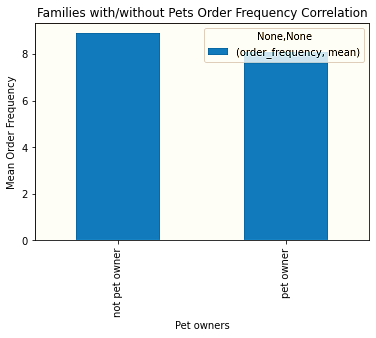 Families with/without Pets Order Frequency Correlation
None,None
(order_frequency, mean)
Mean Order Frequency
8
6
4
2
0
not pet owner
pet owner
Pet owners